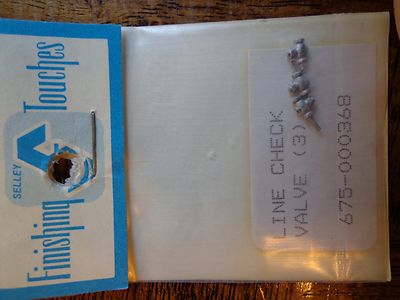 SELLEY
Finishing Touches
LINE CHECK
VALVE (3)
675-000368